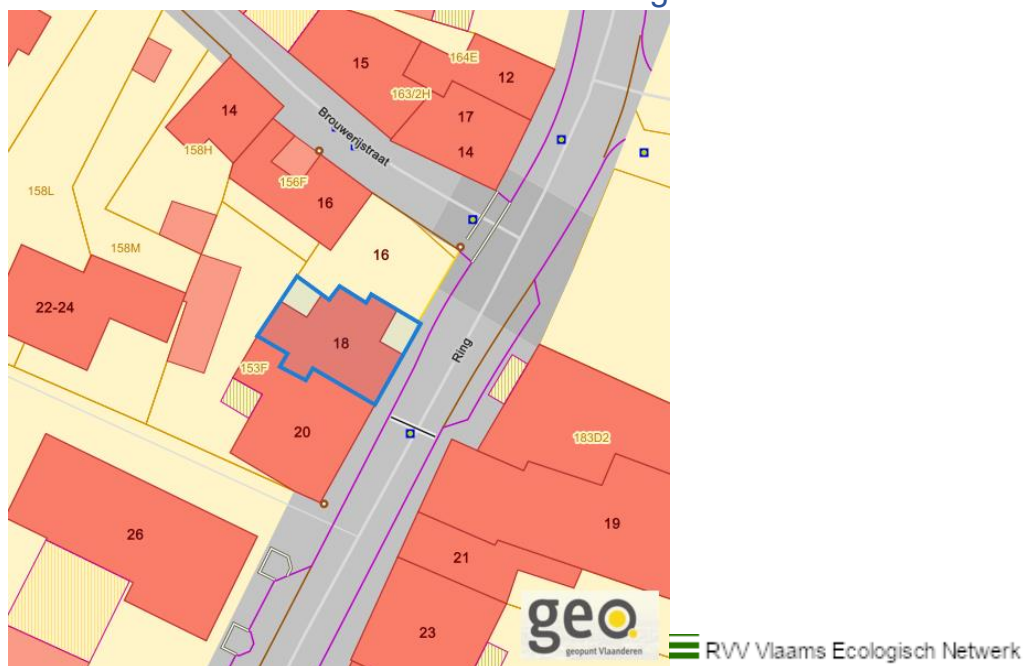 15
164E
12
163/2H
17
14
14
Brouwerijstraat
158H
156F
158L
16
158M
16
22-24
18
Ring
153F
20
183D2
26
19
21
23
geo
geopunt Vlaanderen
RVV Vlaams Ecologisch Netwerk